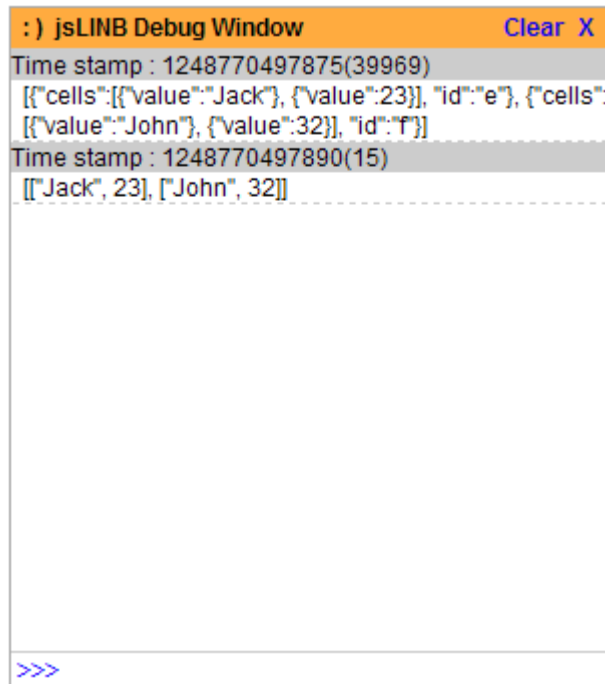 :) jsLINB Debug Window Clear X
Time stamp : 1248770497875(39969)
[{"cells":[{"value":"Jack"}, {"value":23}], "id":"e"}, {"cells":
[{"value":"John"}, {"value":32}], "id":"f"}]
Time stamp : 1248770497890(15)
[["Jack", 23], ["John", 32]]
>>>